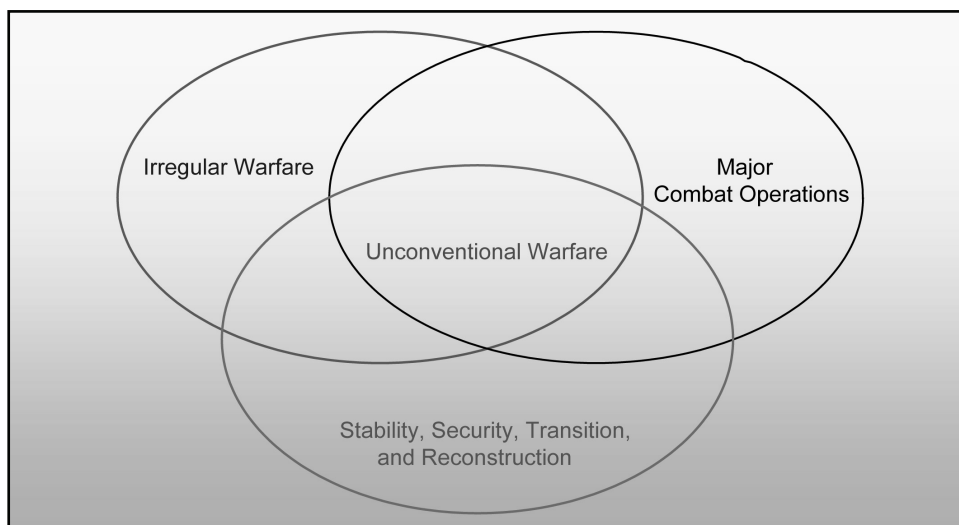 Irregular Warfare
Major
Combat Operations
Unconventional Warfare
Stability, Security, Transition,
and Reconstruction